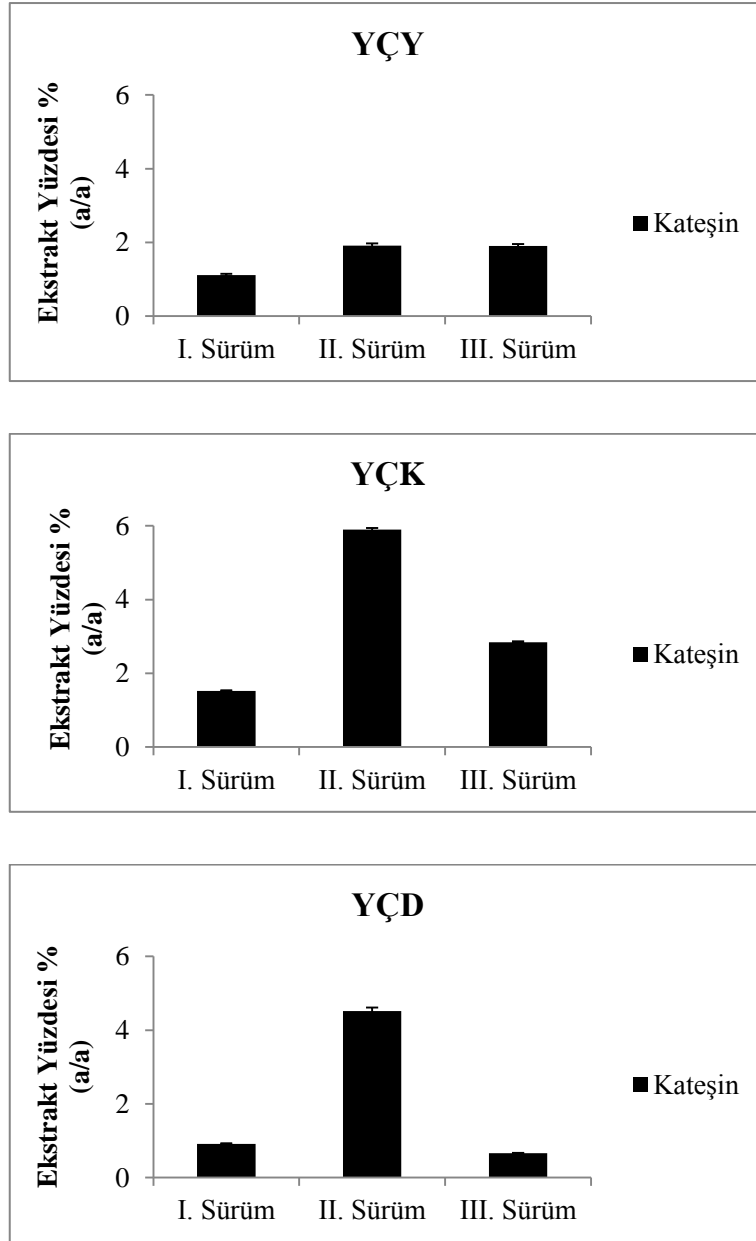 YÇY
Ekstrakt Yüzdesi %
(a/a)
6
4
2
0
I. Sürüm II. Sürüm III. Sürüm
Kateşin
YÇK
Ekstrakt Yüzdesi %
(a/a)
6
4
2
0
I. Sürüm II. Sürüm III. Sürüm
Kateşin
YÇD
Ekstrakt Yüzdesi %
(a/a)
6
4
2
0
I. Sürüm II. Sürüm III. Sürüm
Kateşin